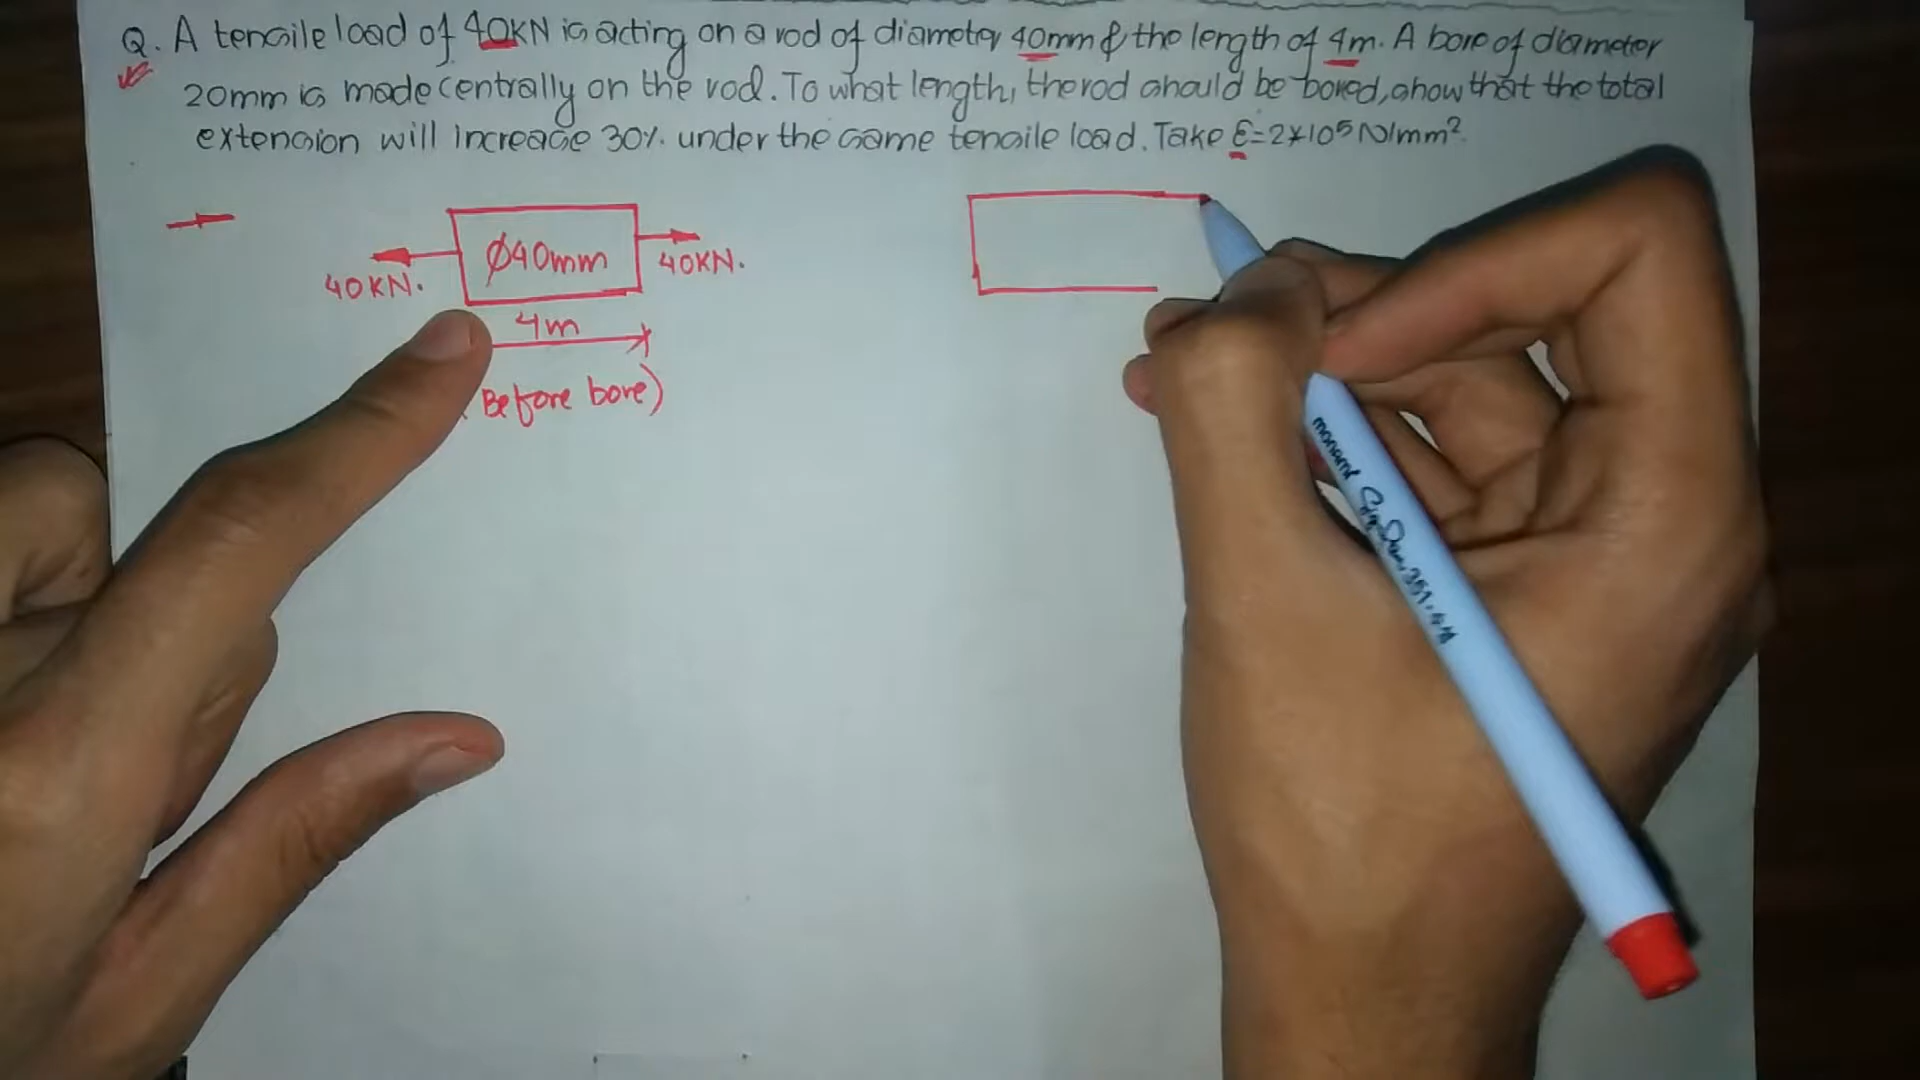 Q. A tensile load of 40KN is acting on a rod of diameter 40mm & the length of 4m. A bore of diameter
20mm is made centrally on the rod. To what length, the rod should be bored, show that the total
extension will increase 30%. under the same tensile load. Take E=2*10⁵ N/mm².
40KN.
Ø40mm
40KN.
4m
Before bore)
monami
351